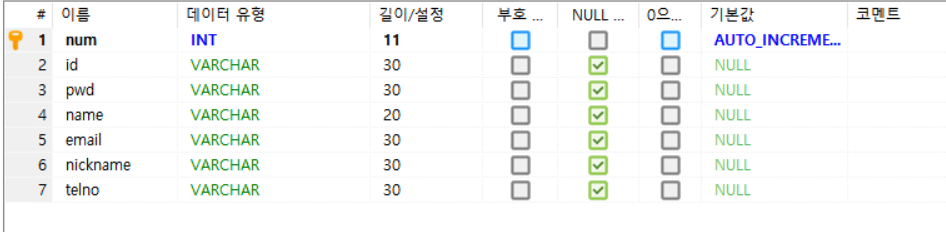 # 이름 데이터 유형 길이/설정 부호 ... NULL ... 0으... 기본값 코멘트
1 num INT 11 AUTO_INCREME...
2 id VARCHAR 30 NULL
3 pwd VARCHAR 30 NULL
4 name VARCHAR 20 NULL
5 email VARCHAR 30 NULL
6 nickname VARCHAR 30 NULL
7 telno VARCHAR 30 NULL